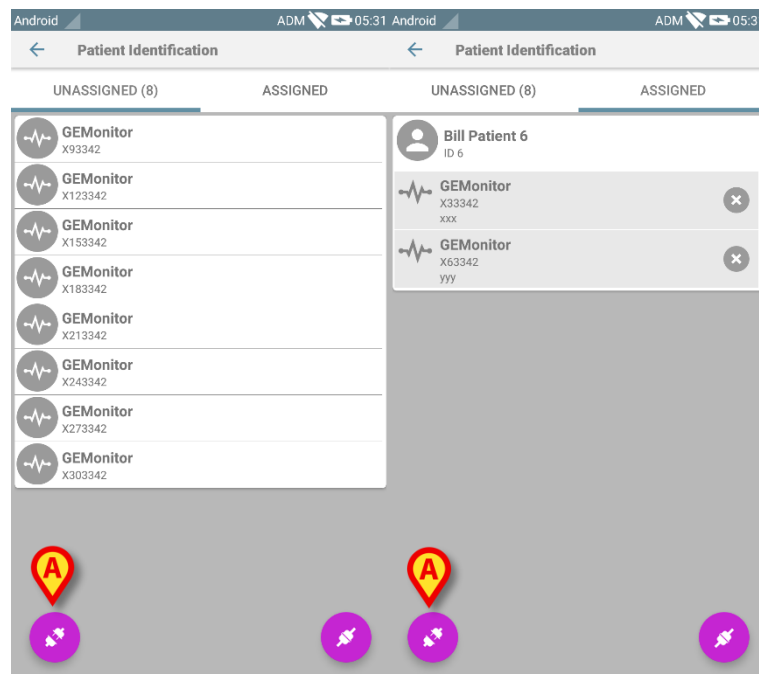 Android ADM 05:31
Patient Identification
UNASSIGNED (8) ASSIGNED
GEMonitor
X93342
GEMonitor
X123342
GEMonitor
X153342
GEMonitor
X183342
GEMonitor
X213342
GEMonitor
X243342
GEMonitor
X273342
GEMonitor
X303342
A
Android ADM 05:3
Patient Identification
UNASSIGNED (8) ASSIGNED
Bill Patient 6
ID 6
GEMonitor
X33342
xxx
GEMonitor
X63342
yyy
A